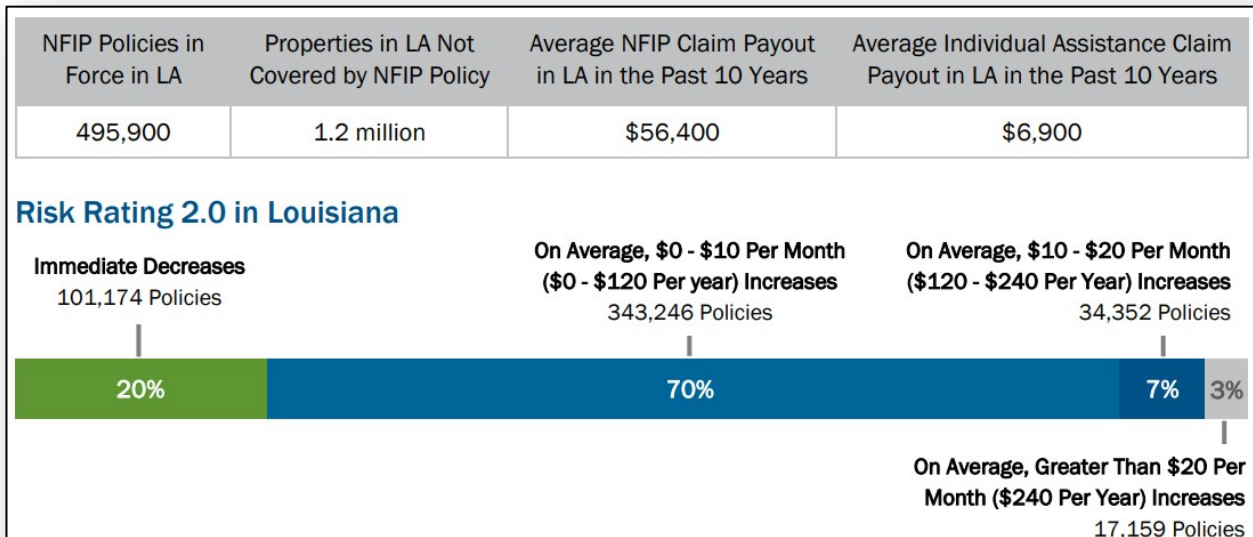 NFIP Policies in
Force in LA
Properties in LA Not
Covered by NFIP Policy
Average NFIP Claim Payout
in LA in the Past 10 Years
Average Individual Assistance Claim
Payout in LA in the Past 10 Years
495,900
1.2 million
$56,400
$6,900
Risk Rating 2.0 in Louisiana
Immediate Decreases
101,174 Policies
On Average, $0 - $10 Per Month
($0 - $120 Per year) Increases
343,246 Policies
On Average, $10 - $20 Per Month
($120 - $240 Per Year) Increases
34,352 Policies
20%
70%
7%
3%
On Average, Greater Than $20 Per
Month ($240 Per Year) Increases
17,159 Policies